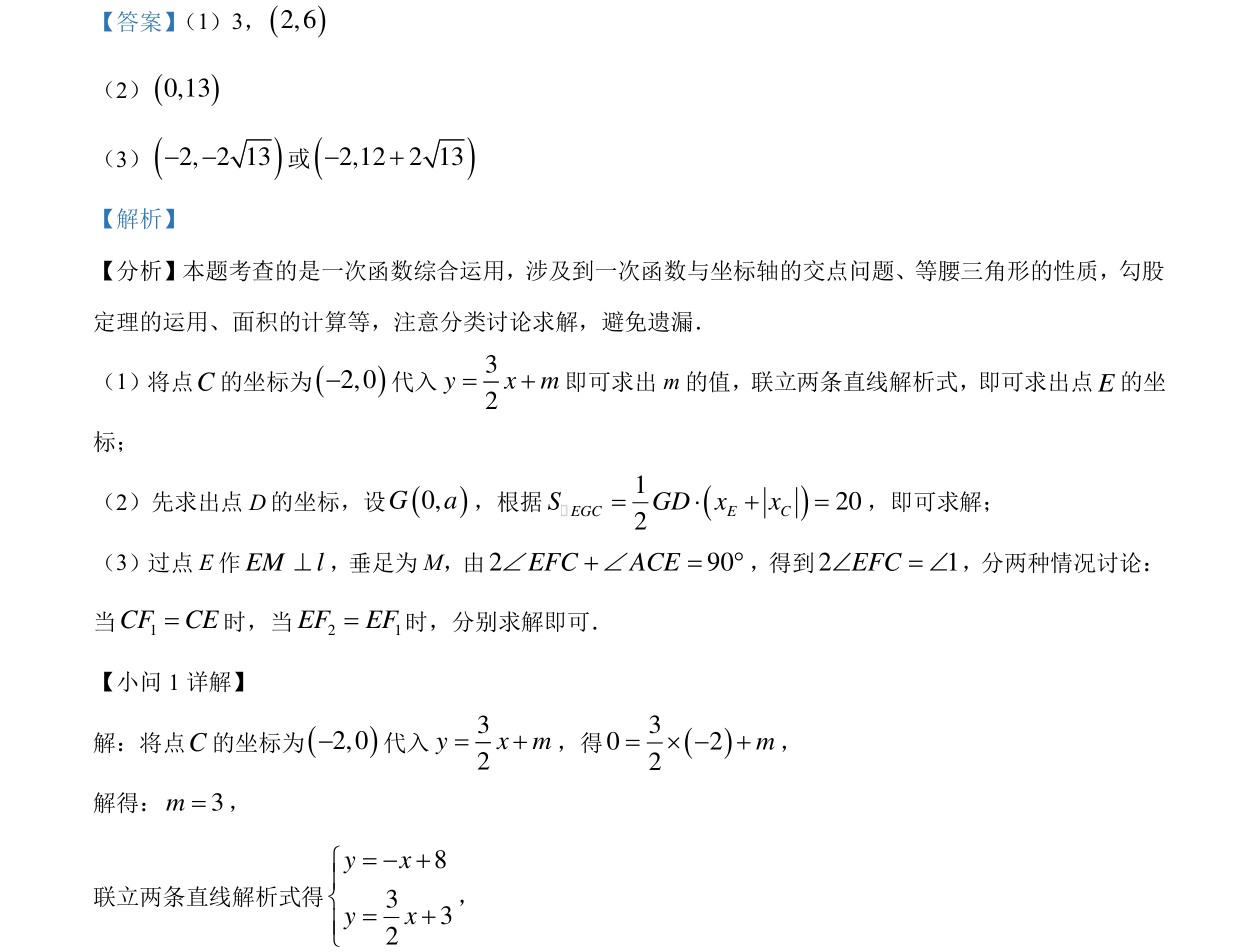 【答案】（1）3，(2,6)
（2）(0,13)
（3）(−2,−2√13)或(−2,12+2√13)
【解析】
【分析】本题考查的是一次函数综合运用，涉及到一次函数与坐标轴的交点问题、等腰三角形的性质，勾股
定理的运用、面积的计算等，注意分类讨论求解，避免遗漏．
（1）将点 C 的坐标为(−2,0)代入 y = 3/2 x + m 即可求出 m 的值，联立两条直线解析式，即可求出点 E 的坐
标；
（2）先求出点 D 的坐标，设 G(0,a)，根据 S□EGC = 1/2 GD·(x_E + |x_C|) = 20，即可求解；
（3）过点 E 作 EM ⊥ l，垂足为 M，由 2∠EFC + ∠ACE = 90°，得到 2∠EFC = ∠1，分两种情况讨论：
当 CF₁ = CE 时，当 EF₂ = EF₁ 时，分别求解即可．
【小问 1 详解】
解：将点 C 的坐标为(−2,0)代入 y = 3/2 x + m，得 0 = 3/2 × (−2) + m，
解得：m = 3，
联立两条直线解析式得{y = −x + 8
y = 3/2 x + 3，